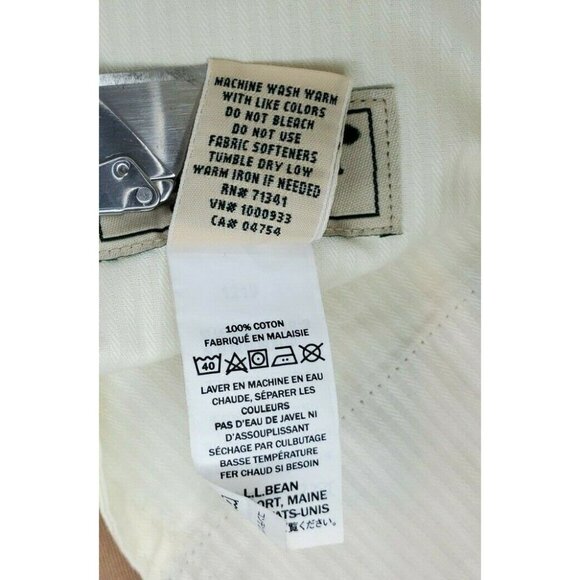 MACHINE WASH WARM
WITH LIKE COLORS
DO NOT BLEACH
DO NOT USE
FABRIC SOFTENERS
TUMBLE DRY LOW
WARM IRON IF NEEDED
RN# 71341
VN# 1000933
CA# 04754
100% COTON
FABRIQUÉ EN MALAISIE
40
LAVER EN MACHINE EN EAU
CHAUDE, SÉPARER LES
COULEURS
PAS D'EAU DE JAVEL NI
D'ASSOUPLISSANT
SÉCHAGE PAR CULBUTAGE
BASSE TEMPÉRATURE
FER CHAUD SI BESOIN
L.L.BEAN
ORT, MAINE
ATS-UNIS
覧ください。